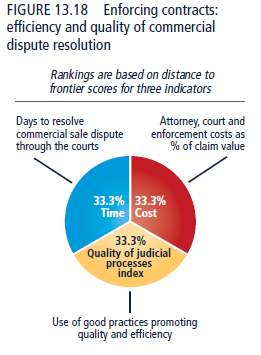 FIGURE 13.18 Enforcing contracts:
efficiency and quality of commercial
dispute resolution
Rankings are based on distance to
frontier scores for three indicators
Days to resolve
commercial sale dispute
through the courts
Attorney, court and
enforcement costs as
% of claim value
33.3%
Time
33.3%
Cost
33.3%
Quality of judicial
processes
index
Use of good practices promoting
quality and efficiency